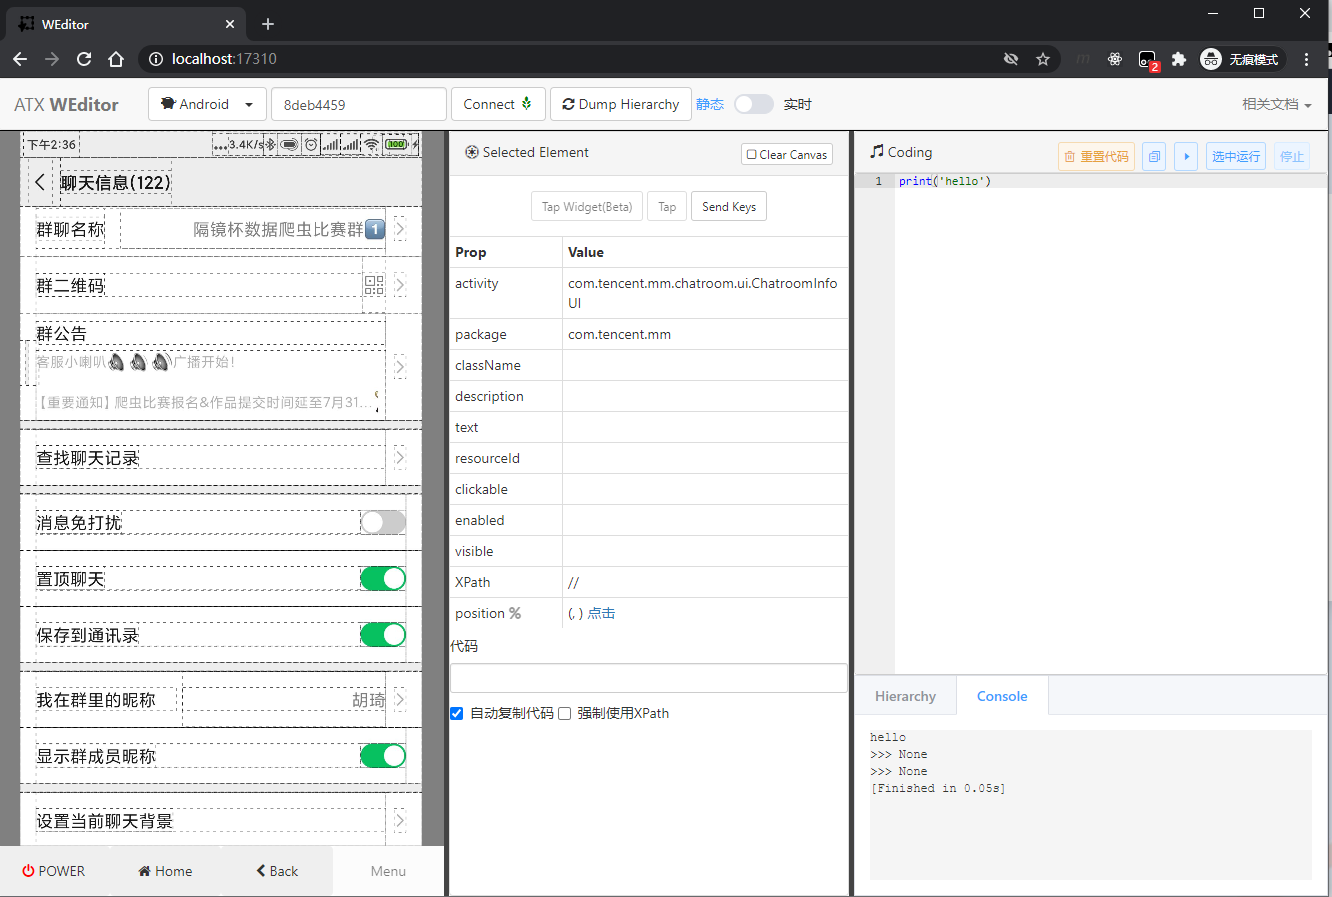 WEditor
localhost:17310
2
无痕模式
ATX WEditor
Android
8deb4459
Connect
Dump Hierarchy
静态
实时
相关文档
下午2:36
...3.4K/s
100
聊天信息(122)
群聊名称
隔镜杯数据爬虫比赛群1
群二维码
群公告
客服小喇叭🔊🔊🔊广播开始！
【重要通知】爬虫比赛报名&作品提交时间延至7月31...
查找聊天记录
消息免打扰
置顶聊天
保存到通讯录
我在群里的昵称
胡琦
显示群成员昵称
设置当前聊天背景
POWER
Home
Back
Menu
Selected Element
Clear Canvas
Tap Widget(Beta)
Tap
Send Keys
Prop Value
activity com.tencent.mm.chatroom.ui.ChatroomInfo
UI
package com.tencent.mm
className
description
text
resourceId
clickable
enabled
visible
XPath //
position % (, ) 点击
代码
自动复制代码 强制使用XPath
Coding
重置代码
选中运行
停止
1 print('hello')
Hierarchy
Console
hello
>>> None
>>> None
[Finished in 0.05s]